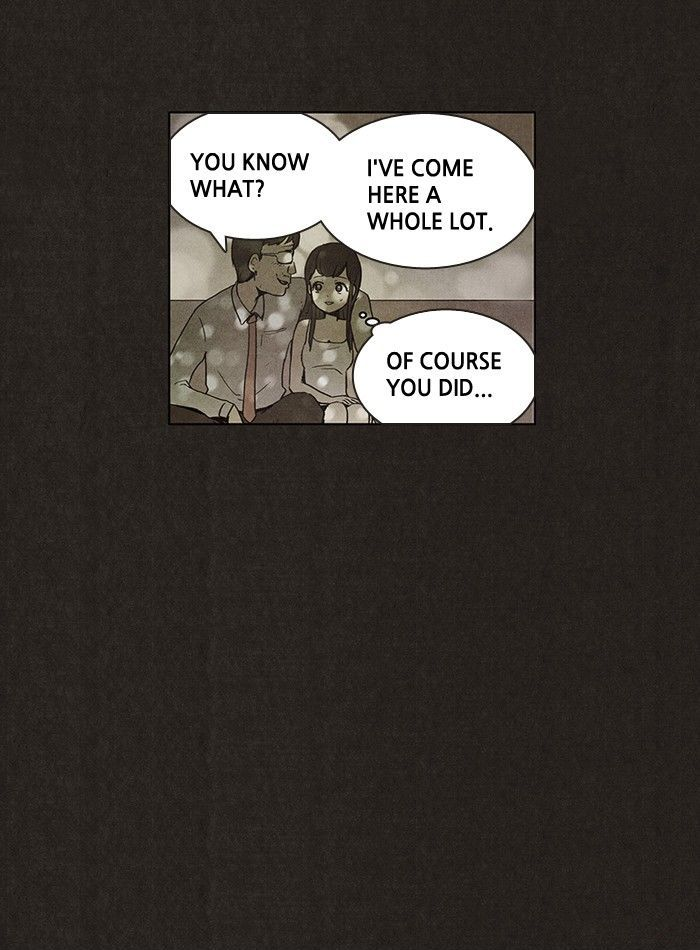 YOU KNOW
WHAT?
I'VE COME
HERE A
WHOLE LOT.
OF COURSE
YOU DID...